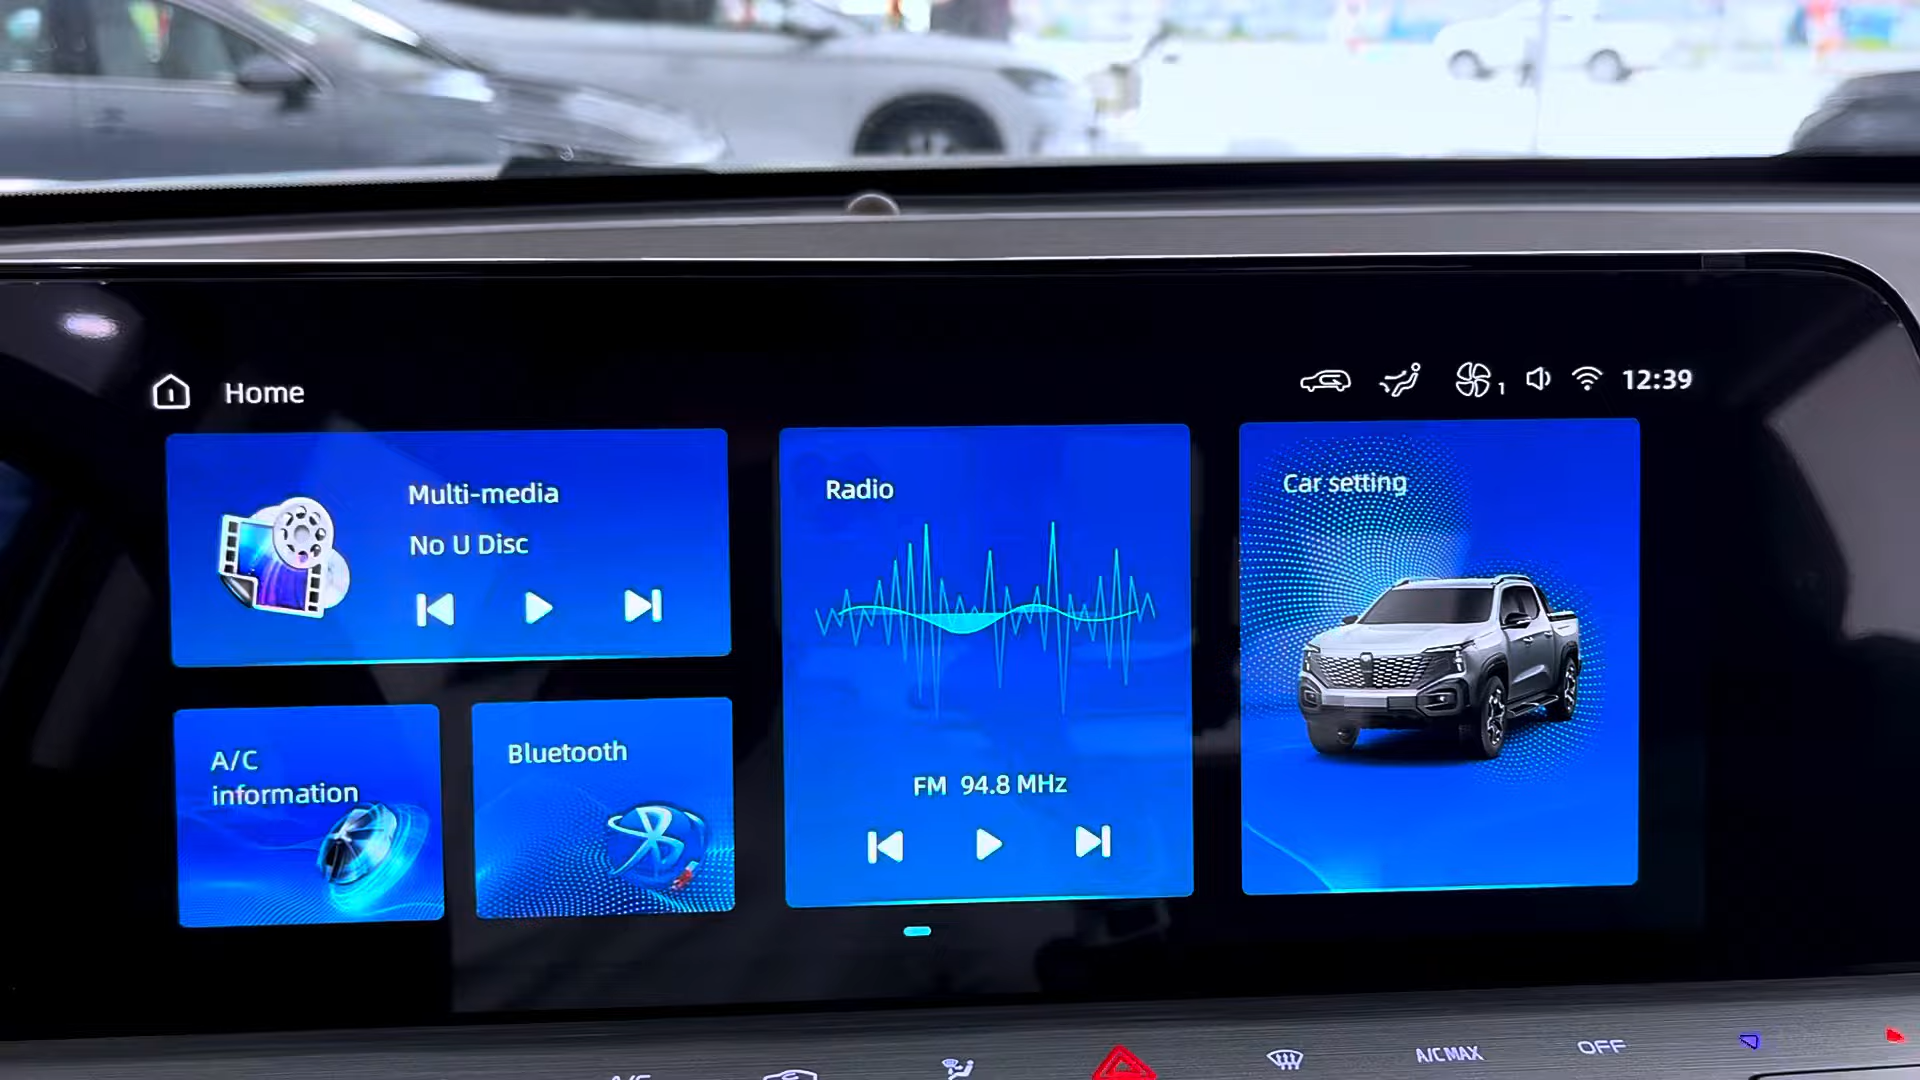 Home
1
12:39
Multi-media
No U Disc
A/C
information
Bluetooth
Radio
FM 94.8 MHz
Car setting
A/C
A/C MAX
OFF